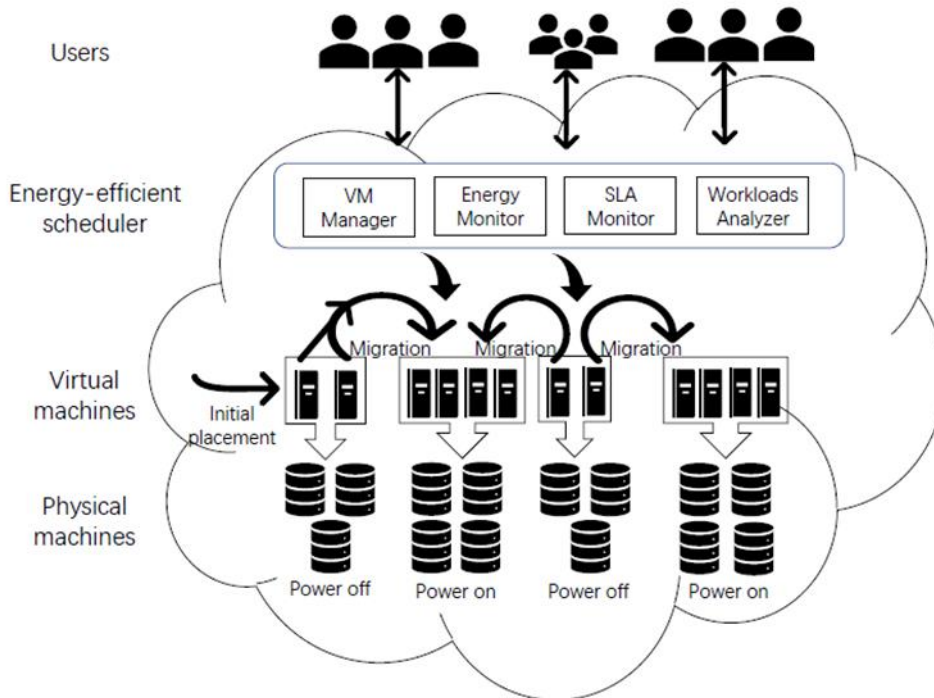 Users
Energy-efficient
scheduler
VM
Manager
Energy
Monitor
SLA
Monitor
Workloads
Analyzer
Migration
Migration
Migration
Virtual
machines
Initial
placement
Physical
machines
Power off
Power on
Power off
Power on